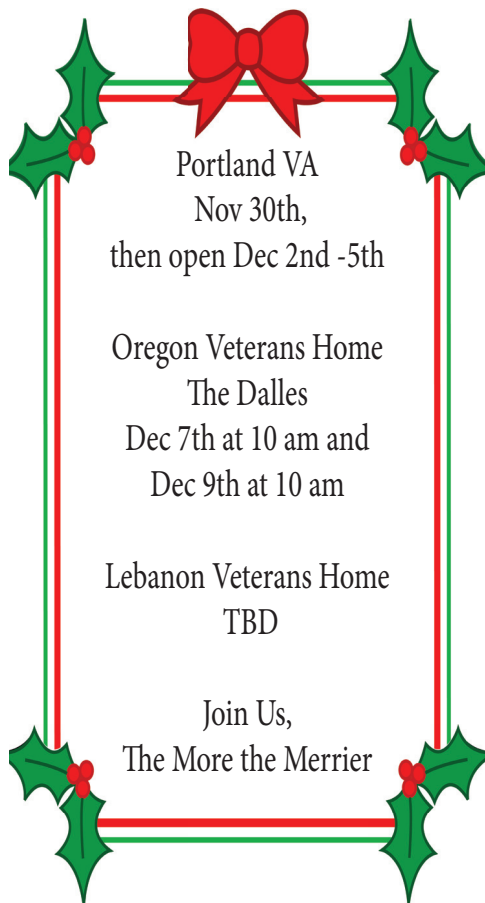 Portland VA
Nov 30th,
then open Dec 2nd -5th
Oregon Veterans Home
The Dalles
Dec 7th at 10 am and
Dec 9th at 10 am
Lebanon Veterans Home
TBD
Join Us,
The More the Merrier